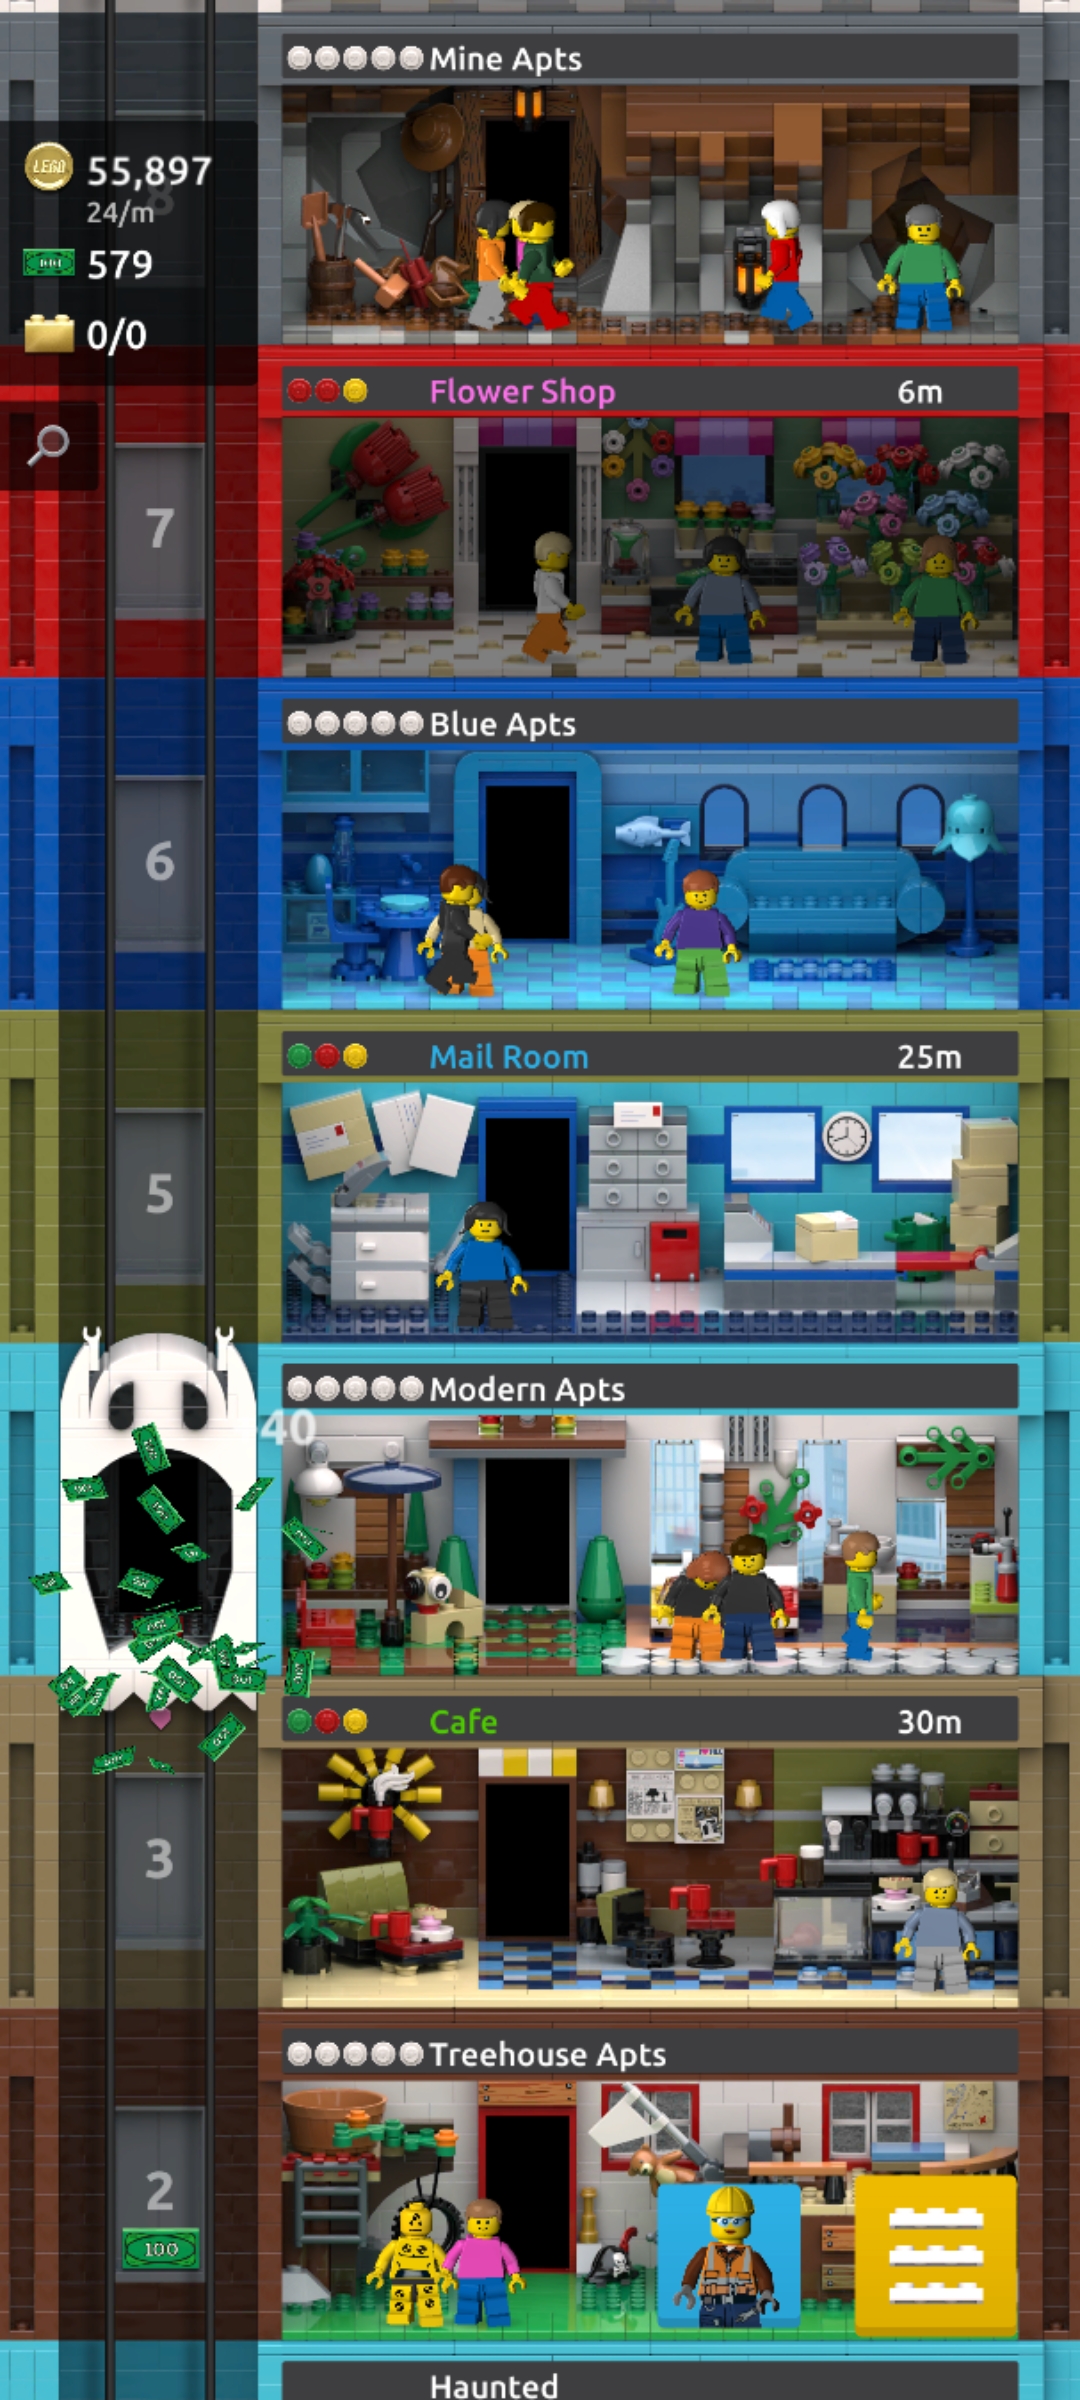 Mine Apts
LEGO 55,897
8
24/m
579
0/0
Flower Shop 6m
7
Blue Apts
6
Mail Room 25m
5
Modern Apts
40
Cafe 30m
3
Treehouse Apts
2
100
Haunted